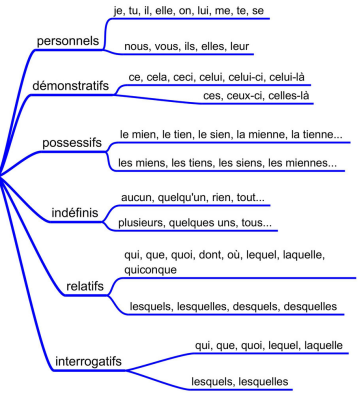 je, tu, il, elle, on, lui, me, te, se
personnels
nous, vous, ils, elles, leur
ce, cela, ceci, celui, celui-ci, celui-là
démonstratifs
ces, ceux-ci, celles-là
le mien, le tien, le sien, la mienne, la tienne...
possessifs
les miens, les tiens, les siens, les miennes...
aucun, quelqu'un, rien, tout...
indéfinis
plusieurs, quelques uns, tous...
qui, que, quoi, dont, où, lequel, laquelle,
quiconque
relatifs
lesquels, lesquelles, desquels, desquelles
qui, que, quoi, lequel, laquelle
interrogatifs
lesquels, lesquelles